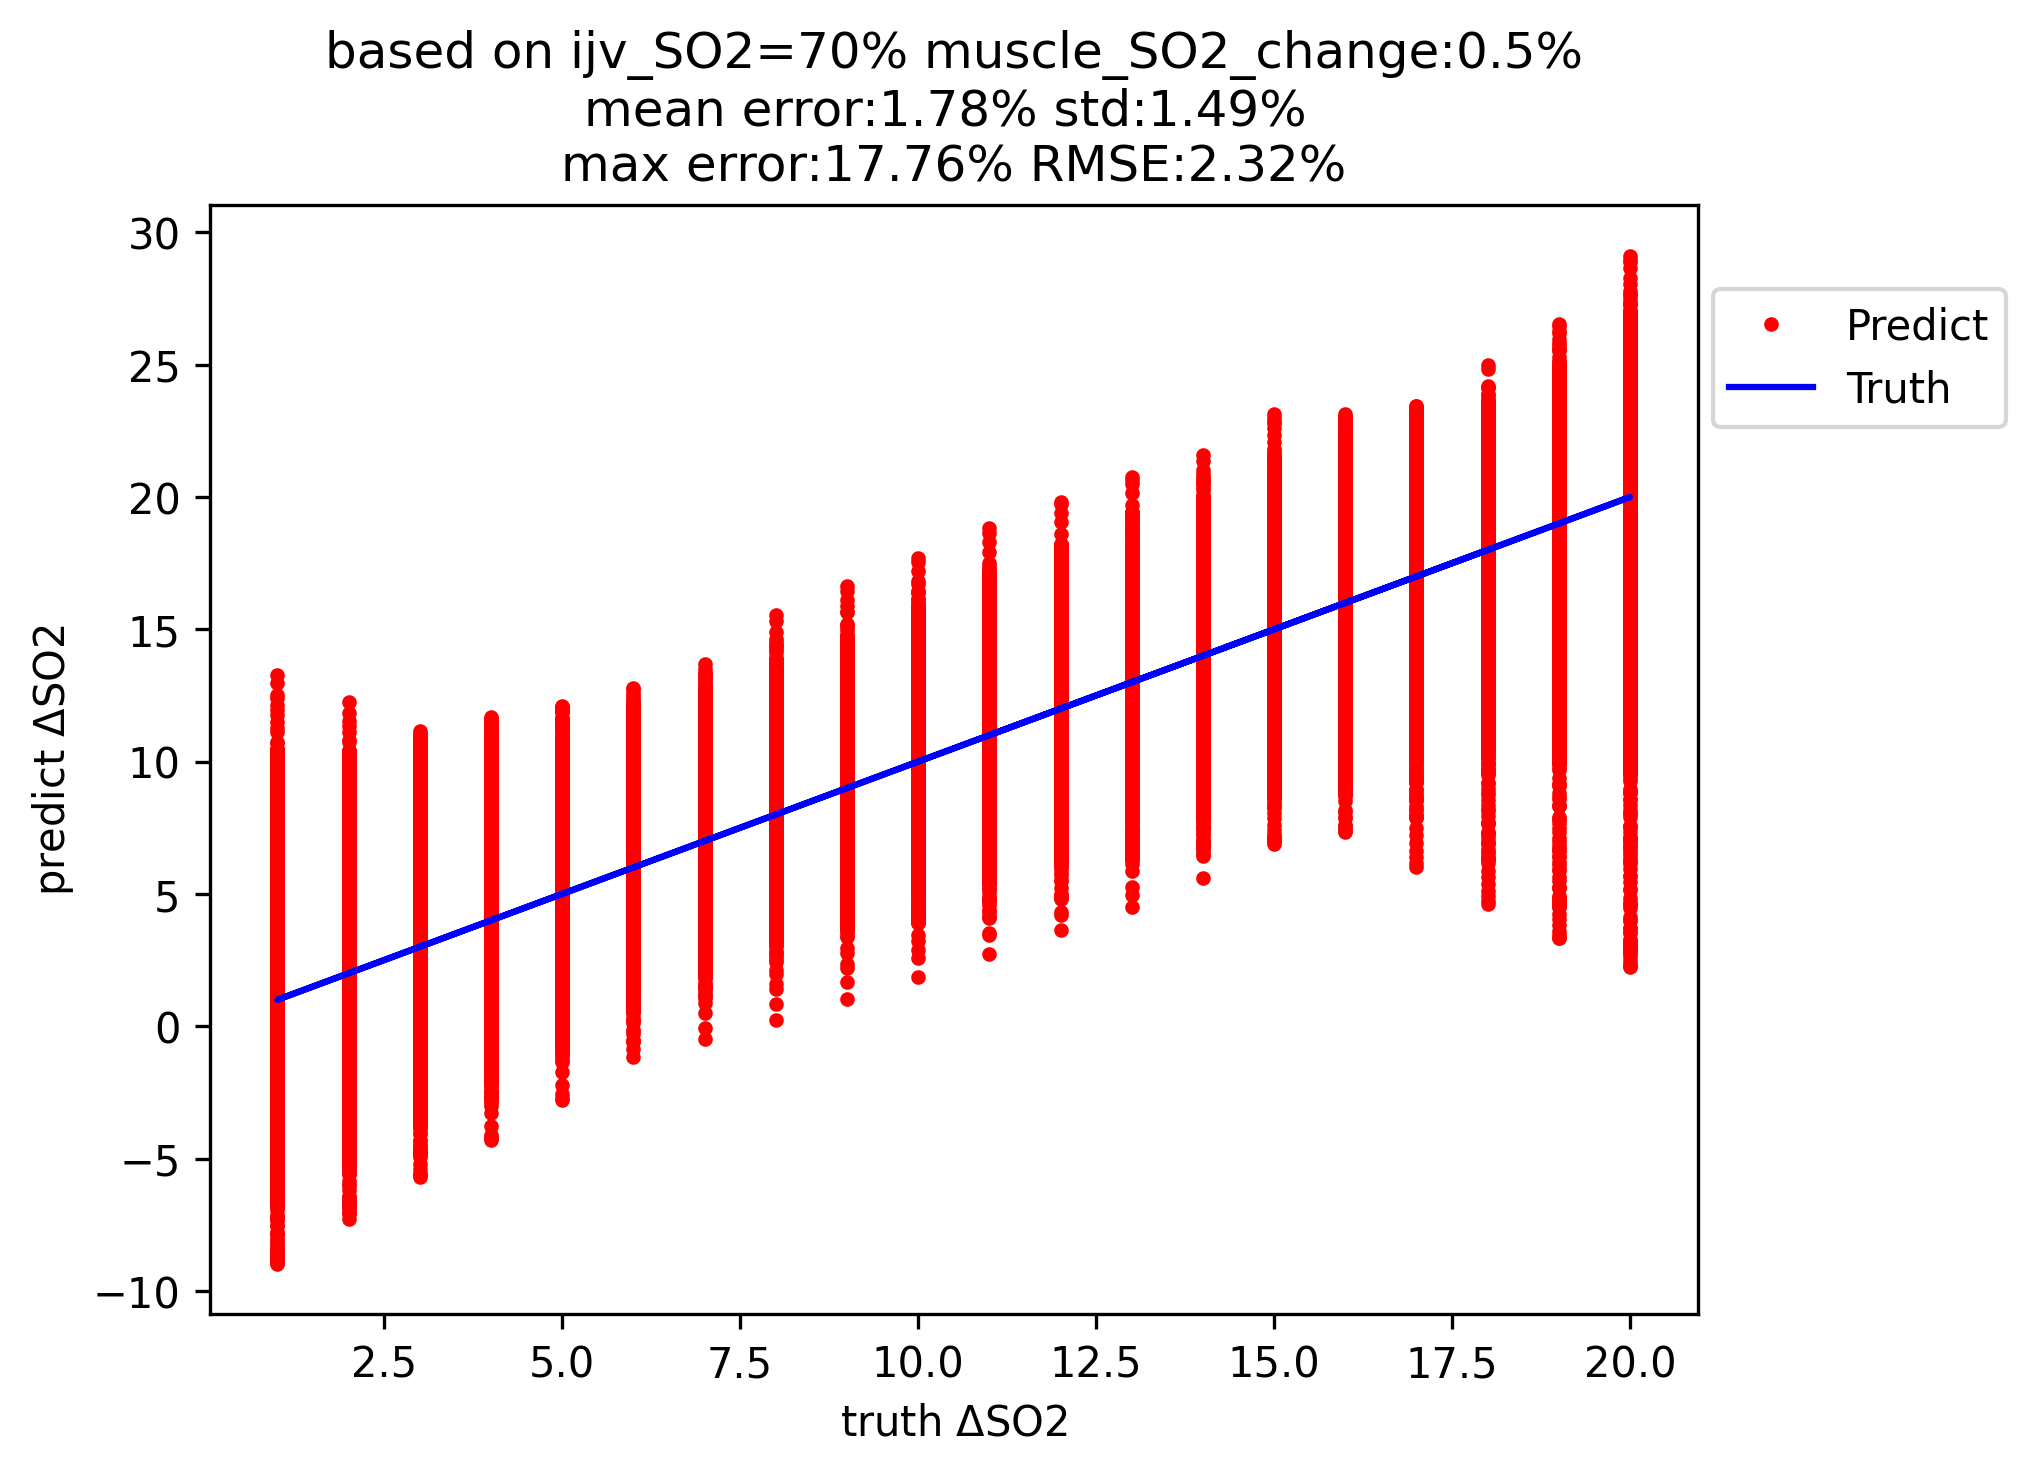 based on ijv_SO2=70% muscle_SO2_change:0.5%
mean error:1.78% std:1.49%
max error:17.76% RMSE:2.32%
30
25
20
15
10
5
0
−5
−10
predict ΔSO2
2.5 5.0 7.5 10.0 12.5 15.0 17.5 20.0
truth ΔSO2
Predict
Truth